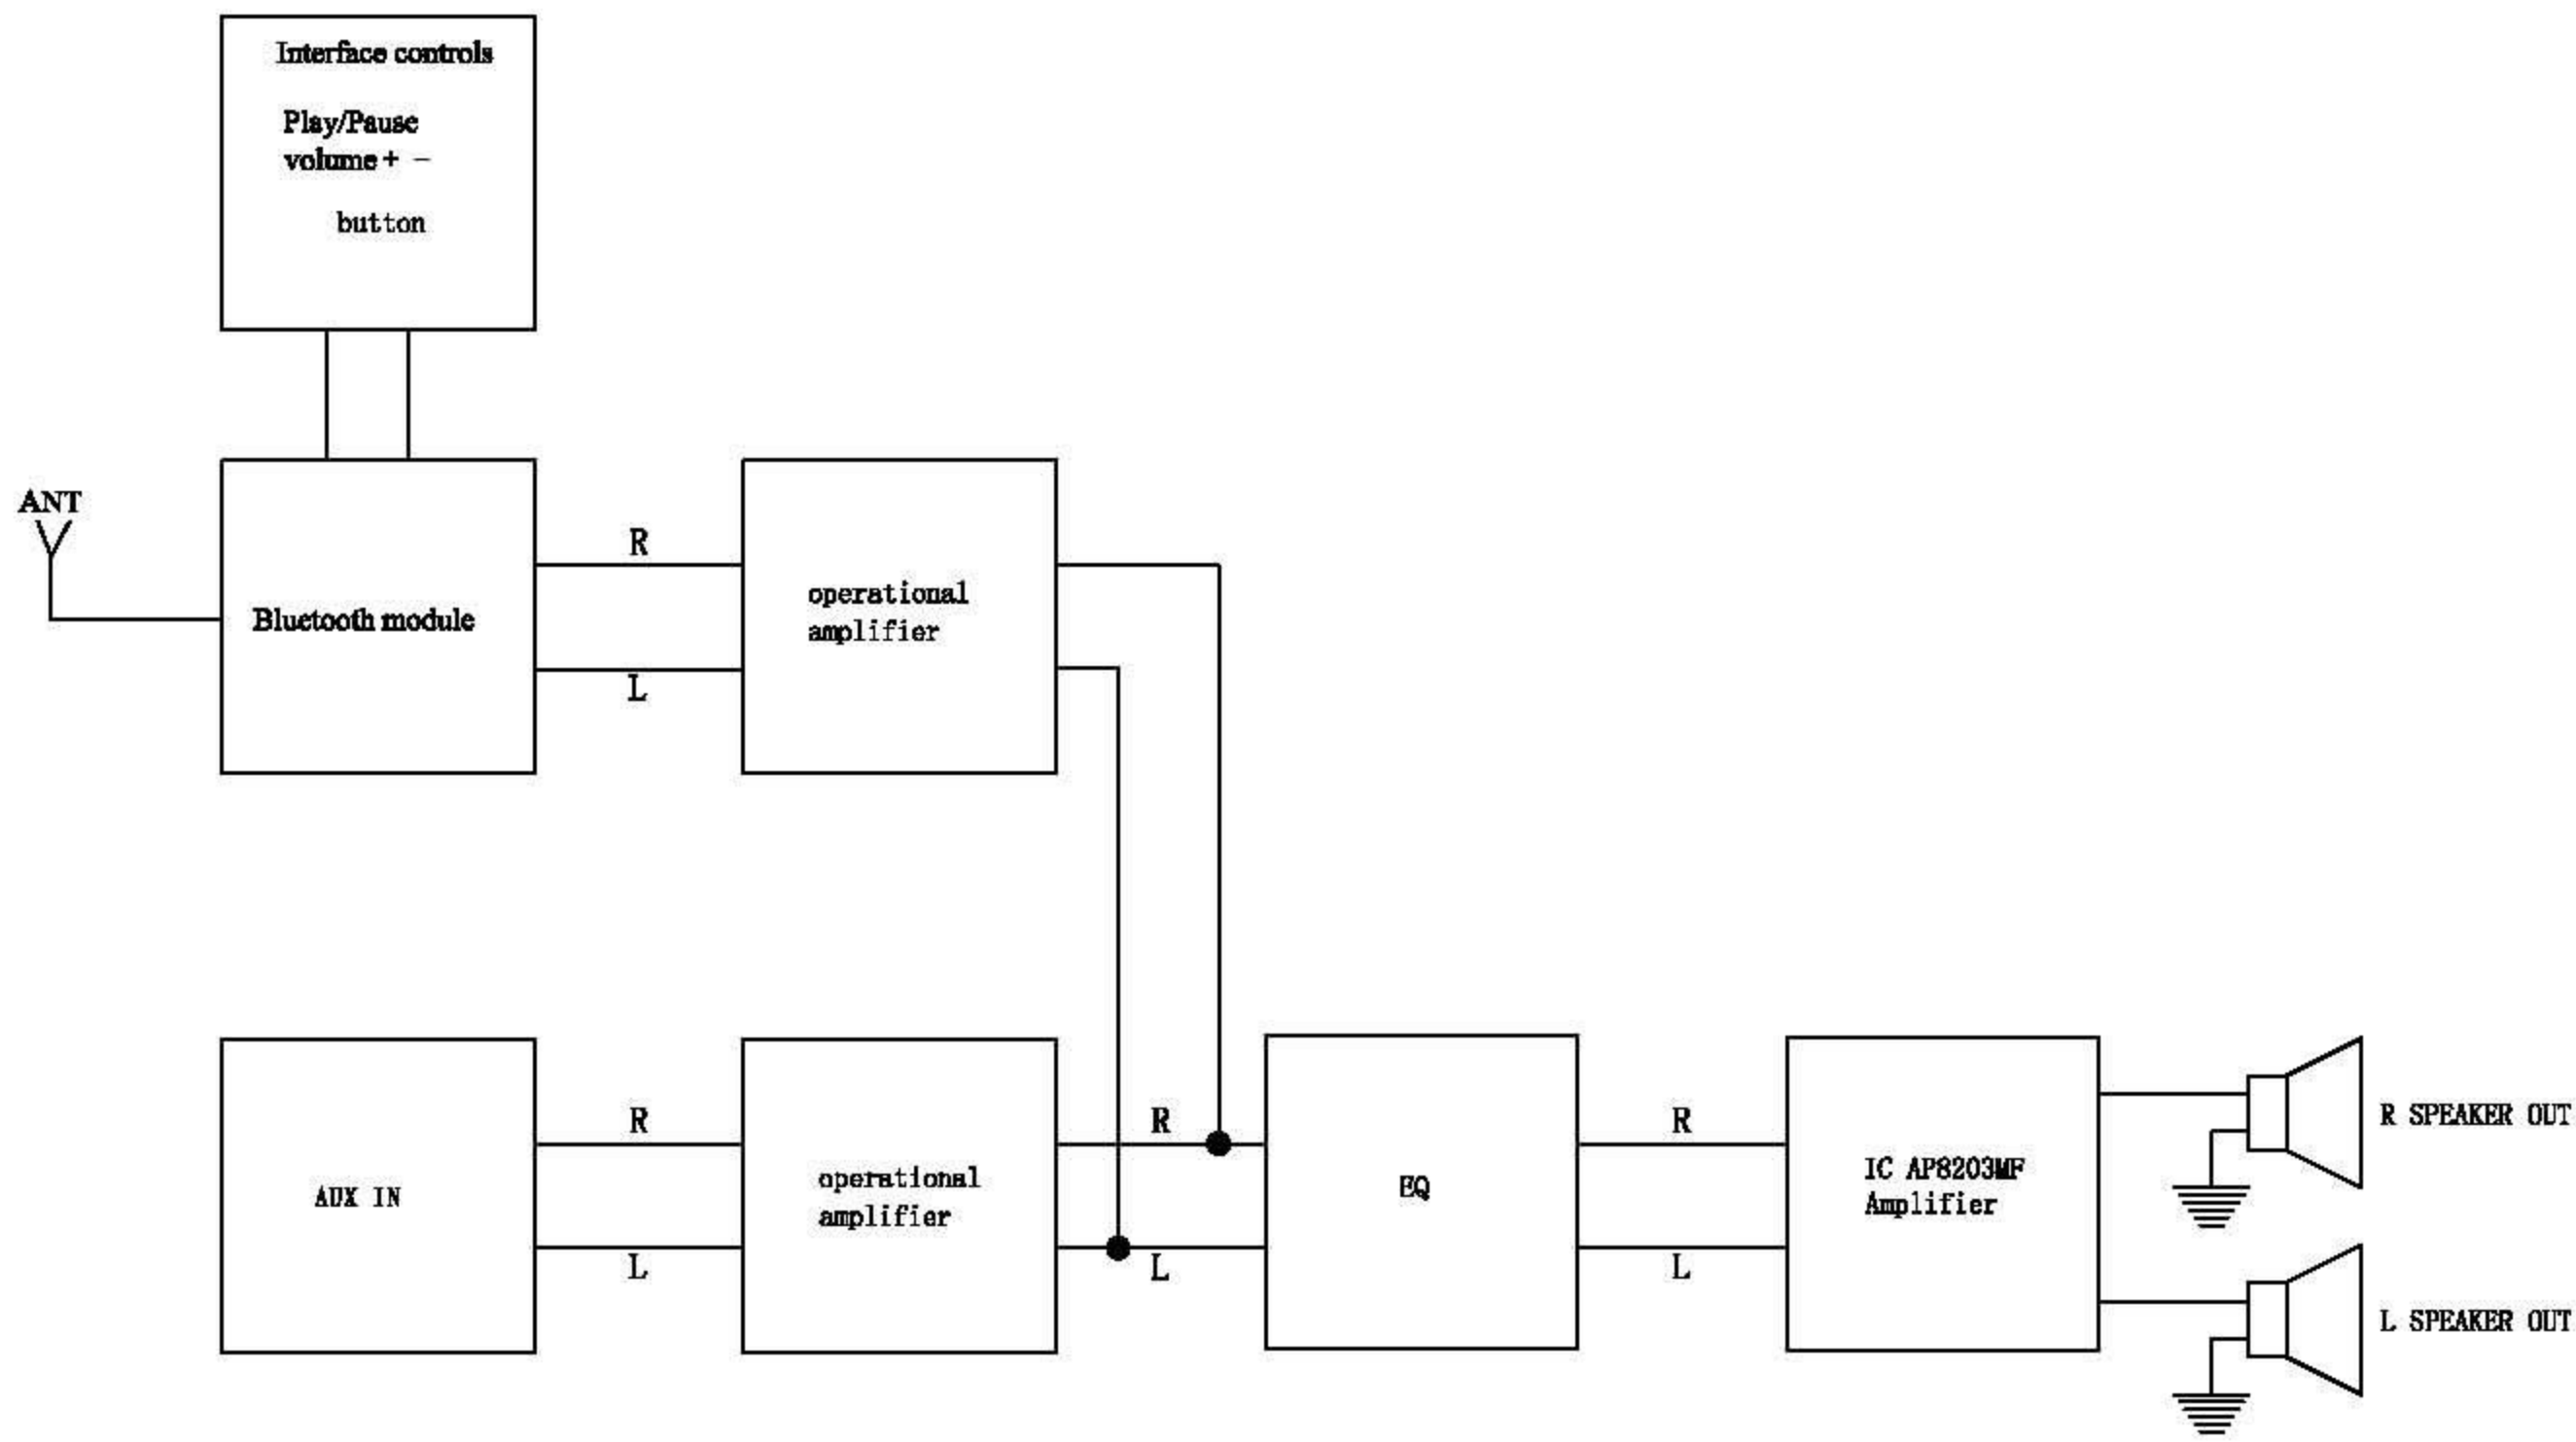 Interface controls
Play/Pause
volume + －
button
ANT
Bluetooth module
R
L
operational
amplifier
AUX IN
R
L
operational
amplifier
R
L
EQ
R
L
IC AP8203MF
Amplifier
R SPEAKER OUT
L SPEAKER OUT